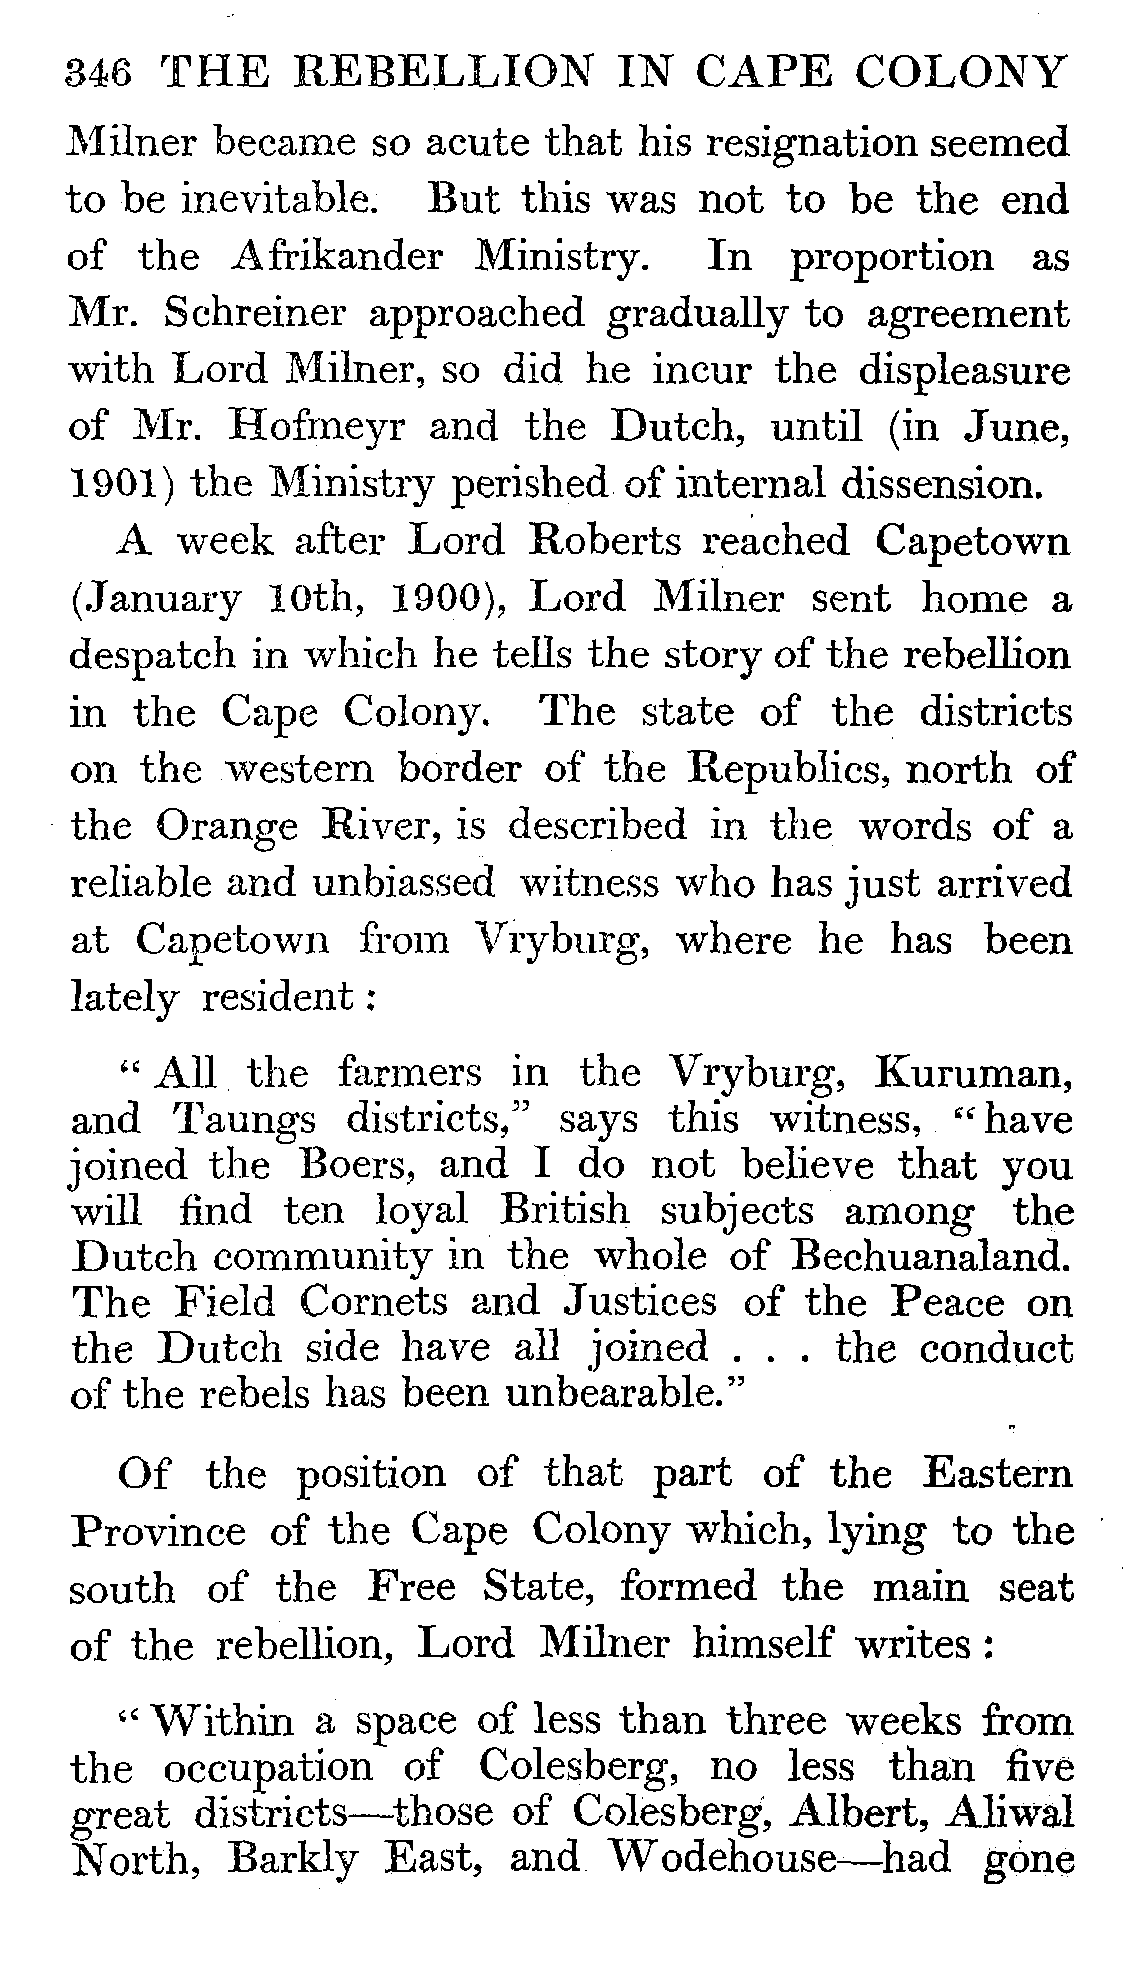 346 THE REBELLION IN CAPE COLONY
Milner became so acute that his resignation seemed
to be inevitable. But this was not to be the end
of the Afrikander Ministry. In proportion as
Mr. Schreiner approached gradually to agreement
with Lord Milner, so did he incur the displeasure
of Mr. Hofmeyr and the Dutch, until (in June,
1901) the Ministry perished of internal dissension.
A week after Lord Roberts reached Capetown
(January 10th, 1900), Lord Milner sent home a
despatch in which he tells the story of the rebellion
in the Cape Colony. The state of the districts
on the western border of the Republics, north of
the Orange River, is described in the words of a
reliable and unbiassed witness who has just arrived
at Capetown from Vryburg, where he has been
lately resident :
“ All the farmers in the Vryburg, Kuruman,
and Taungs districts,” says this witness, “ have
joined the Boers, and I do not believe that you
will find ten loyal British subjects among the
Dutch community in the whole of Bechuanaland.
The Field Cornets and Justices of the Peace on
the Dutch side have all joined . . . the conduct
of the rebels has been unbearable.”
Of the position of that part of the Eastern
Province of the Cape Colony which, lying to the
south of the Free State, formed the main seat
of the rebellion, Lord Milner himself writes :
“ Within a space of less than three weeks from
the occupation of Colesberg, no less than five
great districts—those of Colesberg, Albert, Aliwal
North, Barkly East, and Wodehouse—had gone